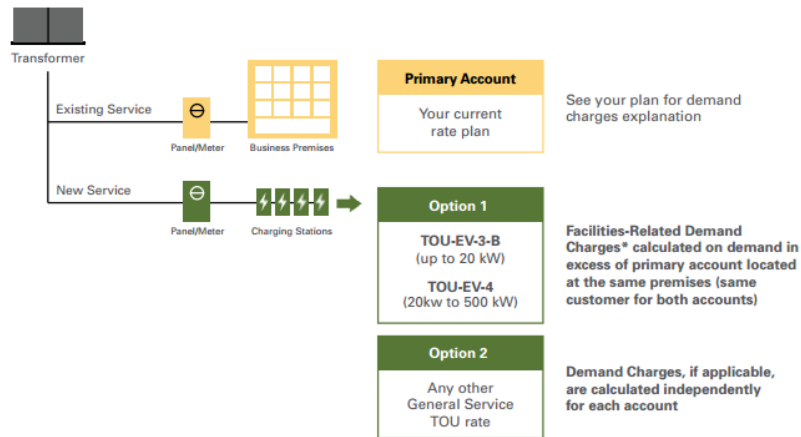 Transformer
Existing Service
Panel/Meter
Business Premises
Primary Account
Your current
rate plan
See your plan for demand
charges explanation
New Service
Panel/Meter
Charging Stations
Option 1
TOU-EV-3-B
(up to 20 kW)
TOU-EV-4
(20kw to 500 kW)
Facilities-Related Demand
Charges* calculated on demand in
excess of primary account located
at the same premises (same
customer for both accounts)
Option 2
Any other
General Service
TOU rate
Demand Charges, if applicable,
are calculated independently
for each account